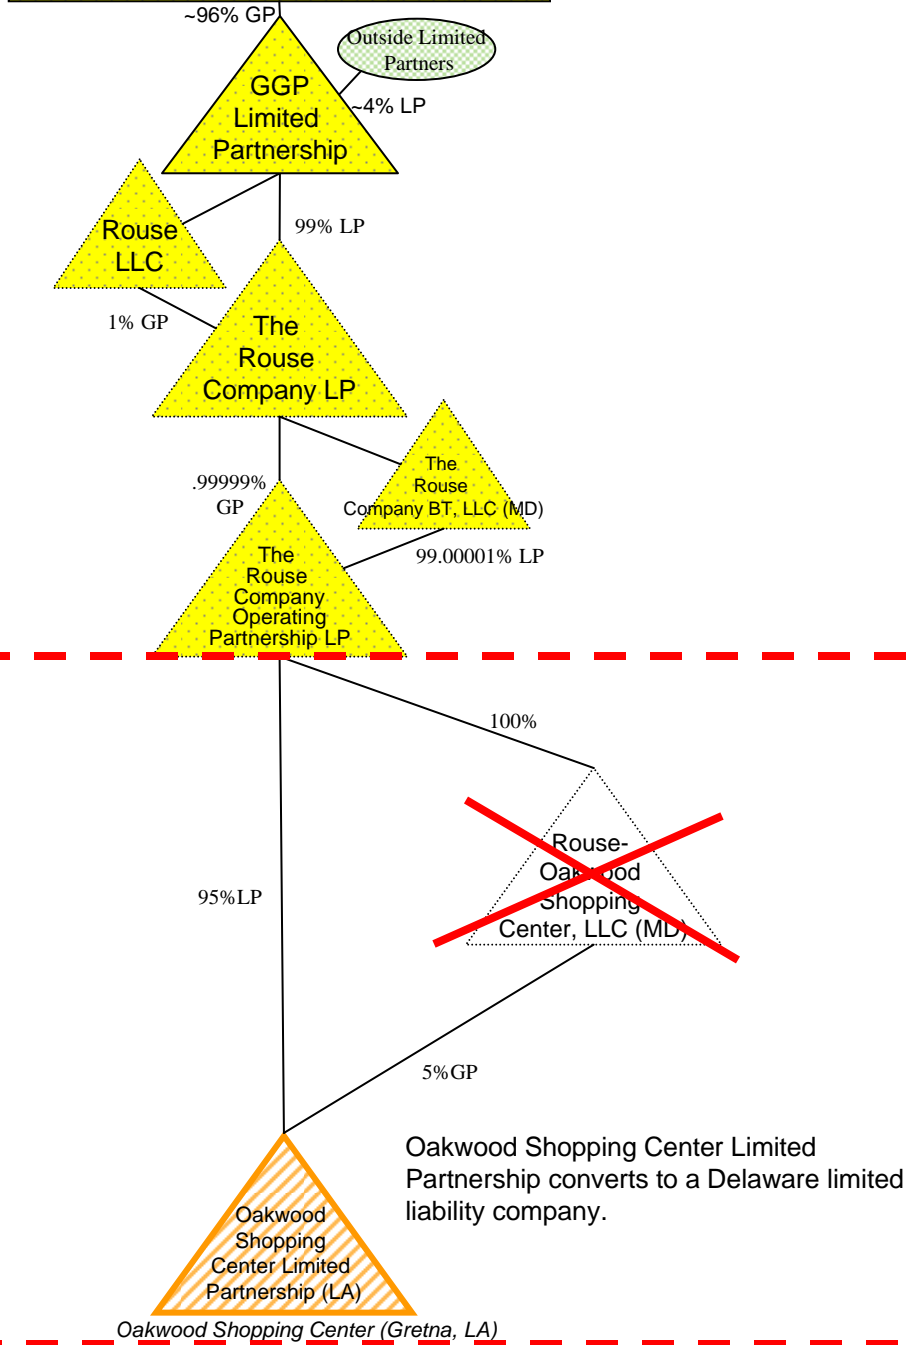 ~96% GP
Outside Limited
Partners
GGP
Limited
Partnership
~4% LP
Rouse
LLC
99% LP
1% GP
The
Rouse
Company LP
.99999%
GP
The
Rouse
Company BT, LLC (MD)
99.00001% LP
The
Rouse
Company
Operating
Partnership LP
100%
95%LP
Rouse-
Oakwood
Shopping
Center, LLC (MD)
5%GP
Oakwood Shopping Center Limited
Partnership converts to a Delaware limited
liability company.
Oakwood
Shopping
Center Limited
Partnership (LA)
Oakwood Shopping Center (Gretna, LA)